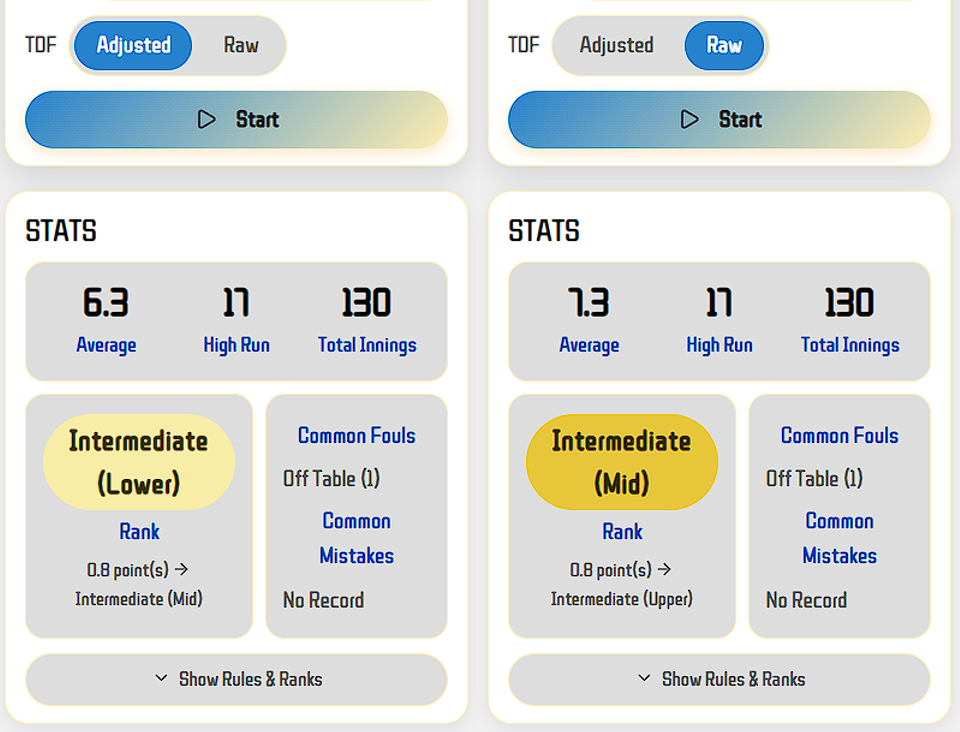 TDF Adjusted Raw
Start
STATS
6.3 17 130
Average High Run Total Innings
Intermediate
(Lower)
Rank
0.8 point(s) →
Intermediate (Mid)
Common Fouls
Off Table (1)
Common
Mistakes
No Record
Show Rules & Ranks
TDF Adjusted Raw
Start
STATS
7.3 17 130
Average High Run Total Innings
Intermediate
(Mid)
Rank
0.8 point(s) →
Intermediate (Upper)
Common Fouls
Off Table (1)
Common
Mistakes
No Record
Show Rules & Ranks